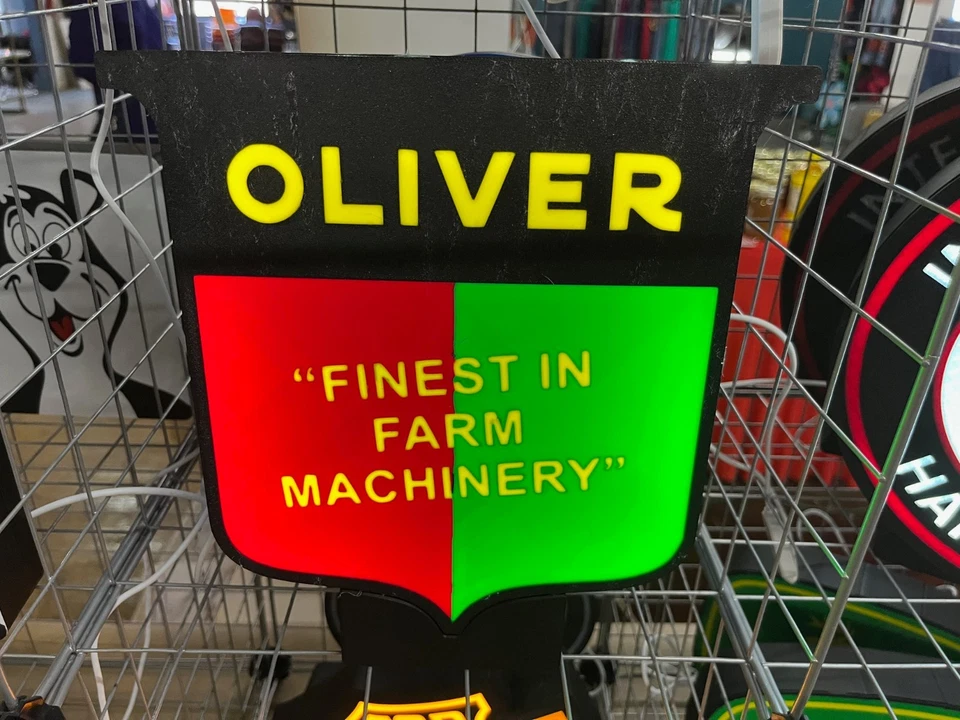 OLIVER
“FINEST IN
FARM
MACHINERY”